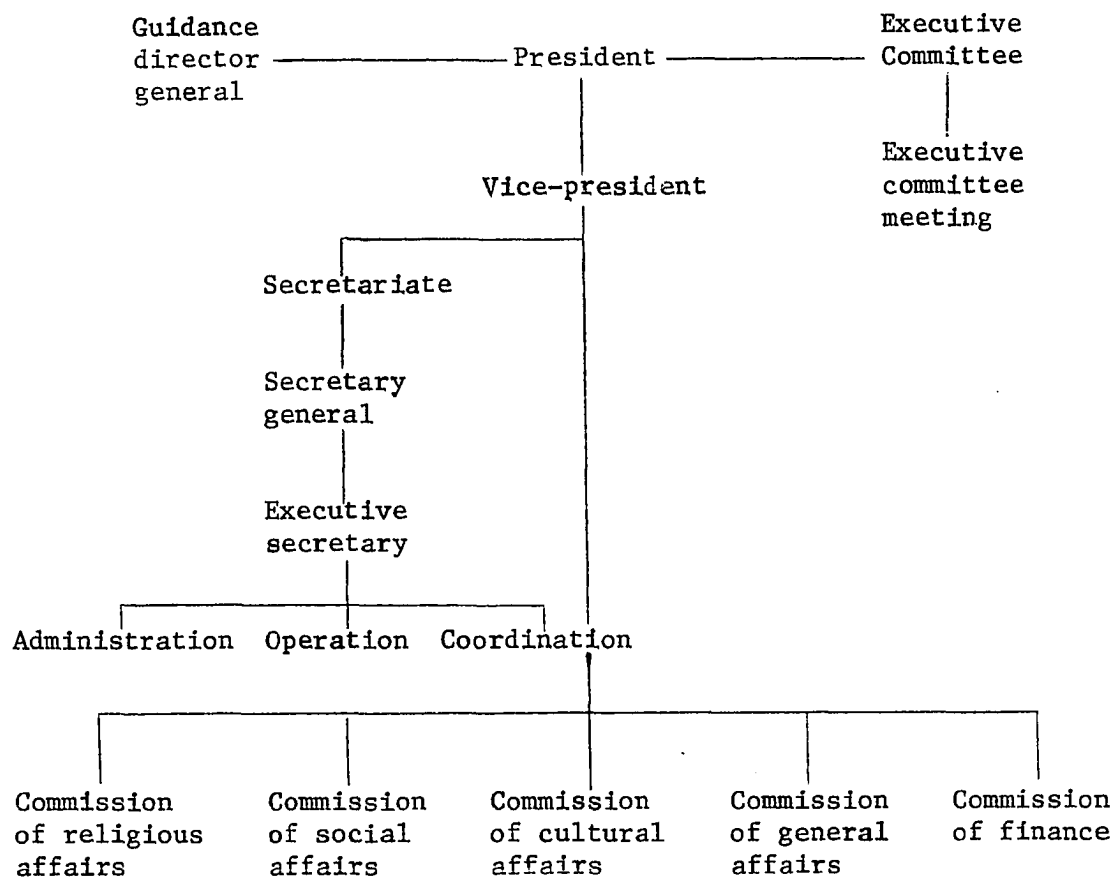 Guidance
director
general
President
Executive
Committee
Executive
committee
meeting
Vice-president
Secretariate
Secretary
general
Executive
secretary
Administration
Operation
Coordination
Commission
of religious
affairs
Commission
of social
affairs
Commission
of cultural
affairs
Commission
of general
affairs
Commission
of finance